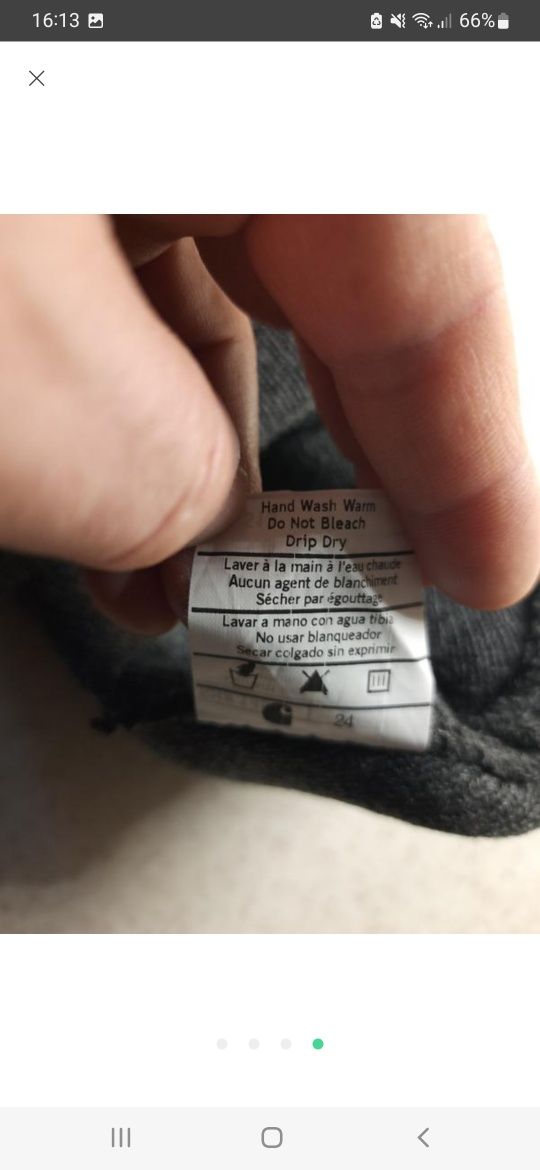 16:13
66%
Hand Wash Warm
Do Not Bleach
Drip Dry
Laver à la main à l'eau chaude
Aucun agent de blanchiment
Sécher par égouttage
Lavar a mano con agua tibia
No usar blanqueador
Secar colgado sin exprimir
24